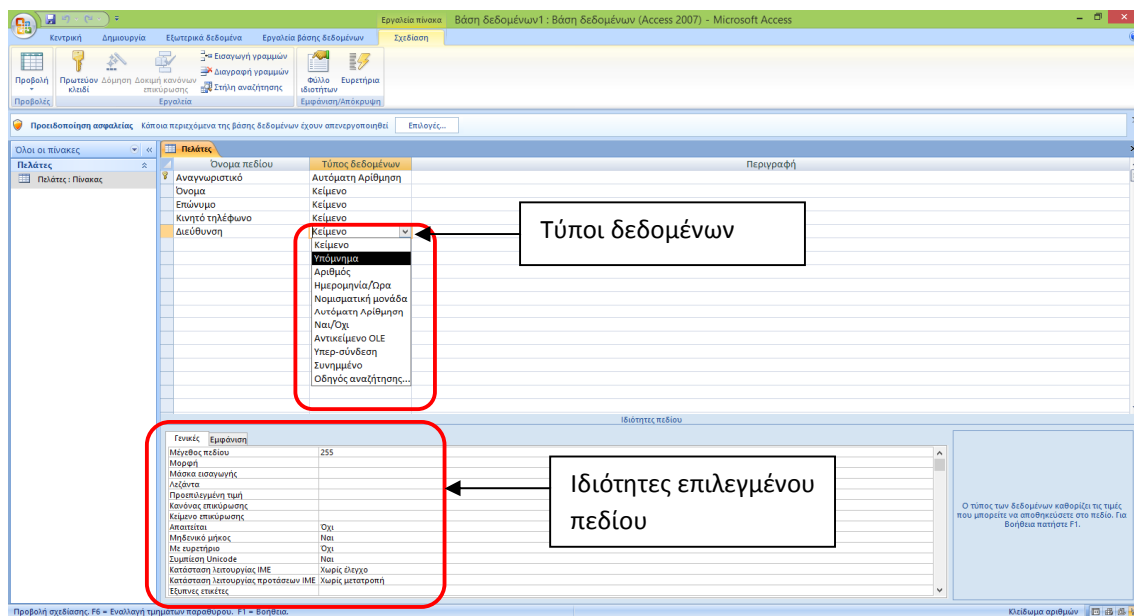 Εργαλεία πίνακα
Βάση δεδομένων1 : Βάση δεδομένων (Access 2007) - Microsoft Access
Κεντρική Δημιουργία Εξωτερικά δεδομένα Εργαλεία βάσης δεδομένων Σχεδίαση
Προβολή
Πρωτεύον κλειδί
Δόμηση
Δοκιμή κανόνων επικύρωσης
Εισαγωγή γραμμών
Διαγραφή γραμμών
Στήλη αναζήτησης
Φύλλο ιδιοτήτων
Ευρετήρια
Προβολές Εργαλεία Εμφάνιση/Απόκρυψη
Προειδοποίηση ασφαλείας Κάποια περιεχόμενα της βάσης δεδομένων έχουν απενεργοποιηθεί Επιλογές...
Όλοι οι πίνακες
Πελάτες
Πελάτες : Πίνακας
Πελάτες
Όνομα πεδίου Τύπος δεδομένων Περιγραφή
Αναγνωριστικό Αυτόματη Αρίθμηση
Όνομα Κείμενο
Επώνυμο Κείμενο
Κινητό τηλέφωνο Κείμενο
Διεύθυνση Κείμενο
Κείμενο
Υπόμνημα
Αριθμός
Ημερομηνία/Ώρα
Νομισματική μονάδα
Αυτόματη Αρίθμηση
Ναι/Όχι
Αντικείμενο OLE
Υπερ-σύνδεση
Συνημμένο
Οδηγός αναζήτησης...
Τύποι δεδομένων
Ιδιότητες πεδίου
Γενικές Εμφάνιση
Μέγεθος πεδίου 255
Μορφή
Μάσκα εισαγωγής
Λεζάντα
Προεπιλεγμένη τιμή
Κανόνας επικύρωσης
Κείμενο επικύρωσης
Απαιτείται Όχι
Μηδενικό μήκος Ναι
Με ευρετήριο Όχι
Συμπίεση Unicode Ναι
Κατάσταση λειτουργίας IME Χωρίς έλεγχο
Κατάσταση λειτουργίας προτάσεων IME Χωρίς μετατροπή
Έξυπνες ετικέτες
Ιδιότητες επιλεγμένου
πεδίου
Ο τύπος των δεδομένων καθορίζει τις τιμές
που μπορείτε να αποθηκεύσετε στο πεδίο. Για
Βοήθεια πατήστε F1.
Προβολή σχεδίασης. F6 = Εναλλαγή τμημάτων παραθύρου. F1 = Βοήθεια.
Κλείδωμα αριθμών